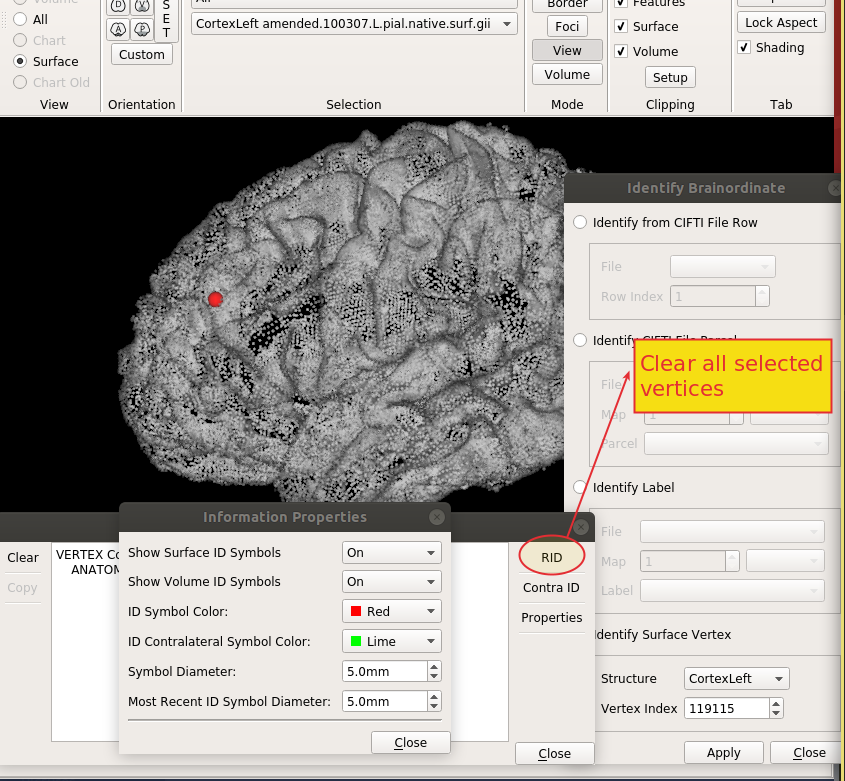 All
Chart
Surface
Chart Old
View
D
A
P
S
E
T
Custom
Orientation
All
CortexLeft amended.100307.L.pial.native.surf.gii
Selection
Border
Foci
View
Volume
Mode
Features
Surface
Volume
Setup
Clipping
Lock Aspect
Shading
Tab
Identify Brainordinate
Identify from CIFTI File Row
File
Row Index
1
Identify CIFTI File Parcel
Clear all selected
vertices
File
Map
1
Parcel
Identify Label
File
Map
1
Label
Identify Surface Vertex
Structure
CortexLeft
Vertex Index
119115
Apply
Close
Clear
Copy
VERTEX Co
ANATOM
Information Properties
Show Surface ID Symbols
On
Show Volume ID Symbols
On
ID Symbol Color:
Red
ID Contralateral Symbol Color:
Lime
Symbol Diameter:
5.0mm
Most Recent ID Symbol Diameter:
5.0mm
Close
RID
Contra ID
Properties
Close